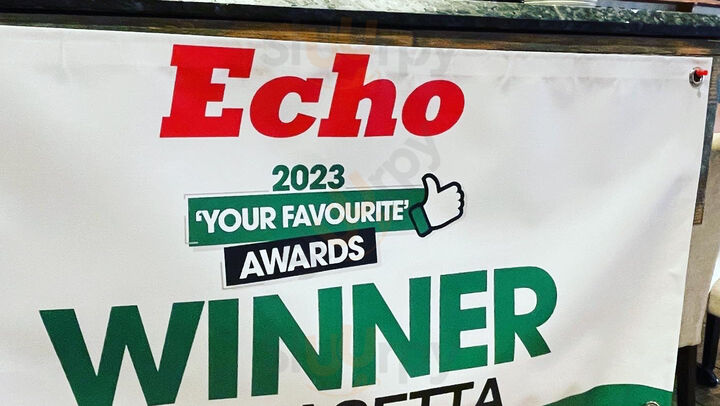 Echo
2023
'YOUR FAVOURITE'
AWARDS
WINNER